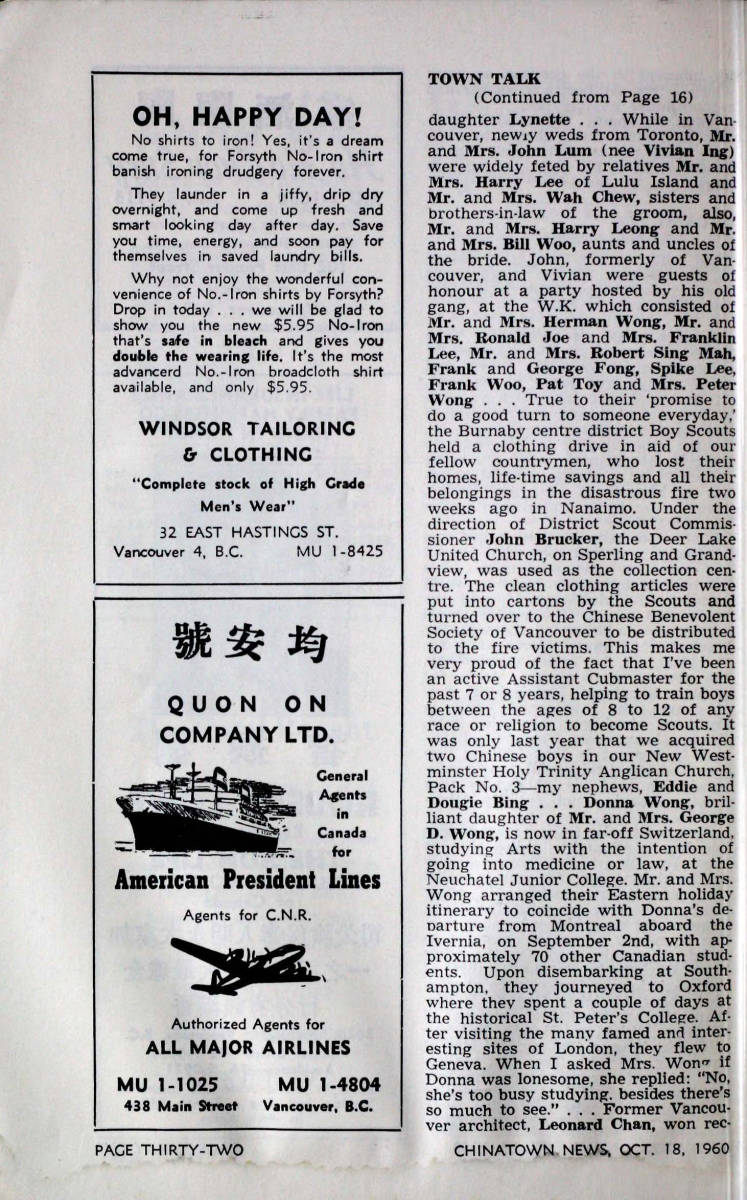 OH, HAPPY DAY!
No shirts to iron! Yes, it's a dream
come true, for Forsyth No-Iron shirt
banish ironing drudgery forever.
They launder in a jiffy, drip dry
overnight, and come up fresh and
smart looking day after day. Save
you time, energy, and soon pay for
themselves in saved laundry bills.
Why not enjoy the wonderful con-
venience of No.-Iron shirts by Forsyth?
Drop in today . . . we will be glad to
show you the new $5.95 No-Iron
that's safe in bleach and gives you
double the wearing life. It's the most
advancerd No.-Iron broadcloth shirt
available, and only $5.95.
WINDSOR TAILORING
& CLOTHING
"Complete stock of High Grade
Men's Wear"
32 EAST HASTINGS ST.
Vancouver 4, B.C. MU 1-8425
號安均
QUON ON
COMPANY LTD.
General
Agents
in
Canada
for
American President Lines
Agents for C.N.R.
Authorized Agents for
ALL MAJOR AIRLINES
MU 1-1025 MU 1-4804
438 Main Street Vancouver, B.C.
TOWN TALK
(Continued from Page 16)
daughter Lynette . . . While in Van-
couver, newly weds from Toronto, Mr.
and Mrs. John Lum (nee Vivian Ing)
were widely feted by relatives Mr. and
Mrs. Harry Lee of Lulu Island and
Mr. and Mrs. Wah Chew, sisters and
brothers-in-law of the groom, also,
Mr. and Mrs. Harry Leong and Mr.
and Mrs. Bill Woo, aunts and uncles of
the bride. John, formerly of Van-
couver, and Vivian were guests of
honour at a party hosted by his old
gang, at the W.K. which consisted of
Mr. and Mrs. Herman Wong, Mr. and
Mrs. Ronald Joe and Mrs. Franklin
Lee, Mr. and Mrs. Robert Sing Mah,
Frank and George Fong, Spike Lee,
Frank Woo, Pat Toy and Mrs. Peter
Wong . . . True to their 'promise to
do a good turn to someone everyday,'
the Burnaby centre district Boy Scouts
held a clothing drive in aid of our
fellow countrymen, who lost their
homes, life-time savings and all their
belongings in the disastrous fire two
weeks ago in Nanaimo. Under the
direction of District Scout Commis-
sioner John Brucker, the Deer Lake
United Church, on Sperling and Grand-
view, was used as the collection cen-
tre. The clean clothing articles were
put into cartons by the Scouts and
turned over to the Chinese Benevolent
Society of Vancouver to be distributed
to the fire victims. This makes me
very proud of the fact that I've been
an active Assistant Cubmaster for the
past 7 or 8 years, helping to train boys
between the ages of 8 to 12 of any
race or religion to become Scouts. It
was only last year that we acquired
two Chinese boys in our New West-
minster Holy Trinity Anglican Church,
Pack No. 3—my nephews, Eddie and
Dougie Bing . . . Donna Wong, bril-
liant daughter of Mr. and Mrs. George
D. Wong, is now in far-off Switzerland,
studying Arts with the intention of
going into medicine or law, at the
Neuchatel Junior College. Mr. and Mrs.
Wong arranged their Eastern holiday
itinerary to coincide with Donna's de-
parture from Montreal aboard the
Ivernia, on September 2nd, with ap-
proximately 70 other Canadian stud-
ents. Upon disembarking at South-
ampton, they journeyed to Oxford
where they spent a couple of days at
the historical St. Peter's College. Af-
ter visiting the many famed and inter-
esting sites of London, they flew to
Geneva. When I asked Mrs. Wong if
Donna was lonesome, she replied: "No,
she's too busy studying, besides there's
so much to see." . . . Former Vancou-
ver architect, Leonard Chan, won rec-
PAGE THIRTY-TWO CHINATOWN NEWS, OCT. 18, 1960